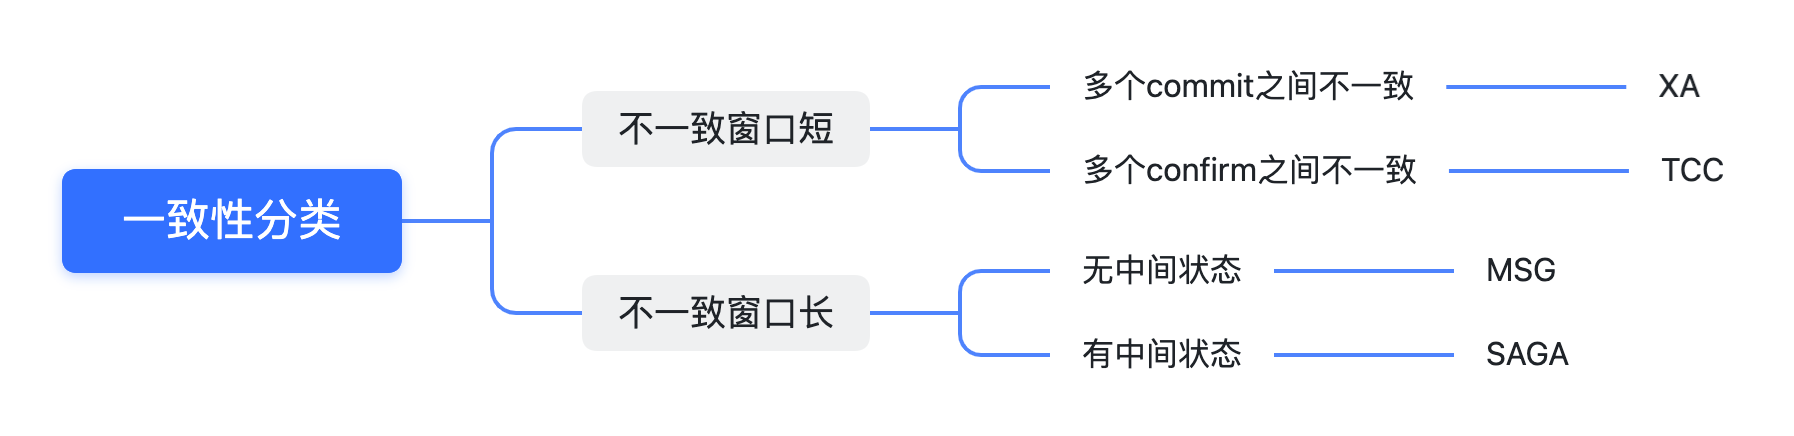 一致性分类
不一致窗口短
多个commit之间不一致
XA
多个confirm之间不一致
TCC
不一致窗口长
无中间状态
MSG
有中间状态
SAGA